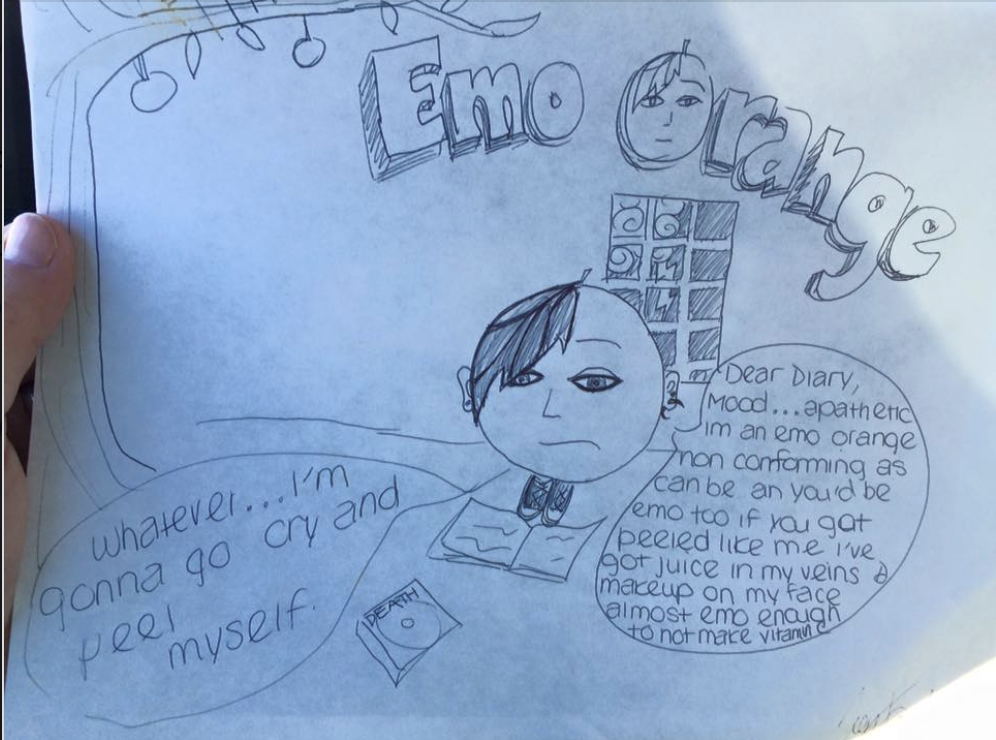 Emo Orange
Dear Diary,
Mood...apathetic
im an emo orange
non conforming as
can be an you'd be
emo too if you got
peeled like me I've
got juice in my veins &
makeup on my face
almost emo enough
to not make vitamin c
whatever...I'm
gonna go cry and
peel
myself.
DEATH